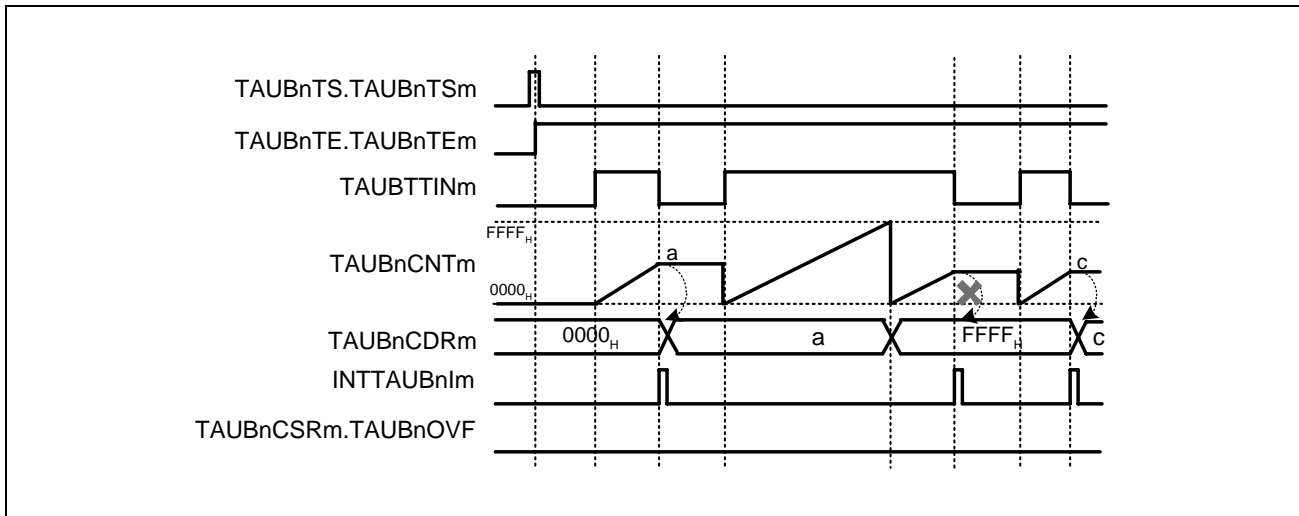 TAUBnTS.TAUBnTSm
TAUBnTE.TAUBnTEm
TAUBTTINm
FFFFH
TAUBnCNTm
a
c
0000H
TAUBnCDRm
0000H
a
FFFFH
c
INTTAUBnIm
TAUBnCSRm.TAUBnOVF